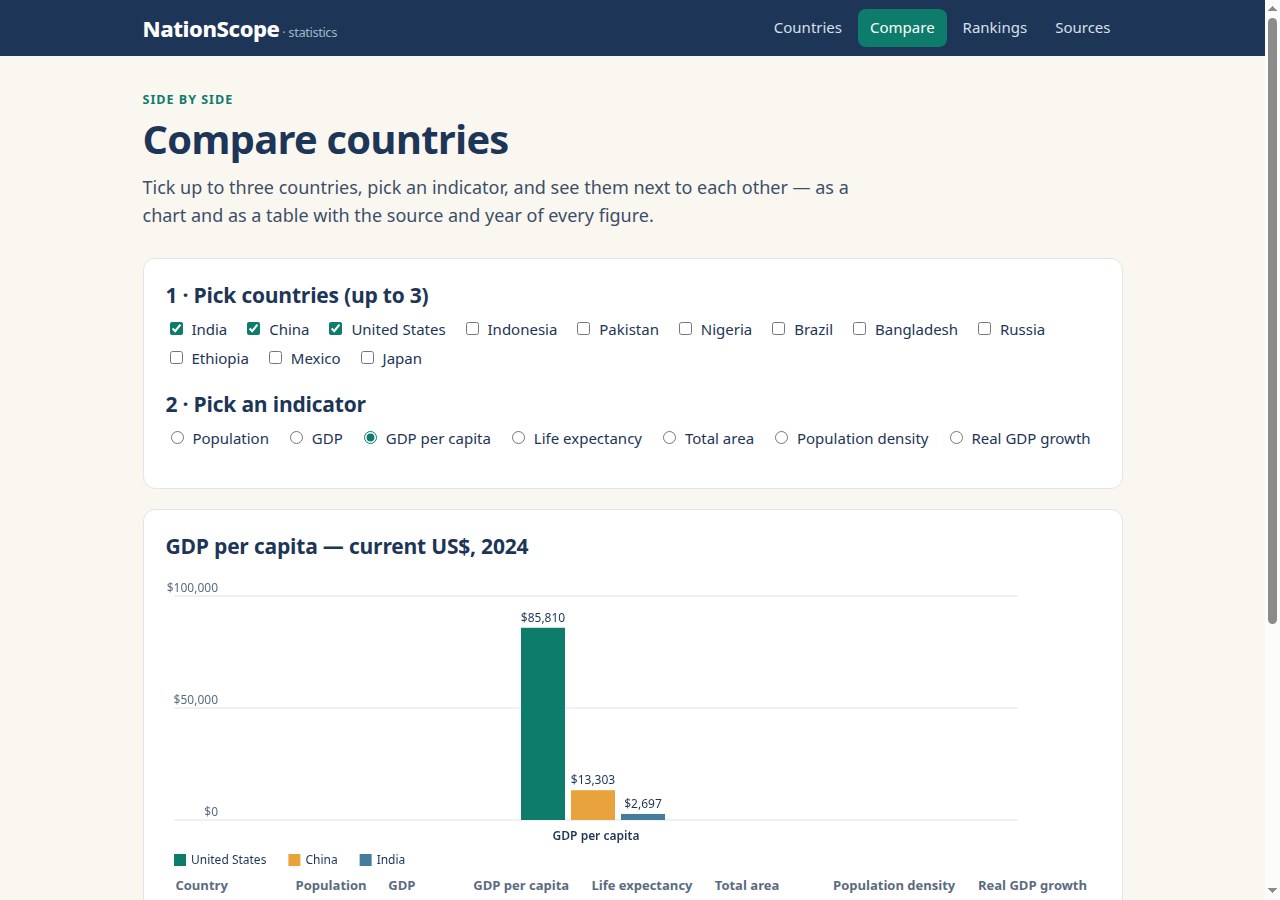 NationScope · statistics
Countries Compare Rankings Sources
SIDE BY SIDE
Compare countries
Tick up to three countries, pick an indicator, and see them next to each other — as a
chart and as a table with the source and year of every figure.
1 · Pick countries (up to 3)
India China United States Indonesia Pakistan Nigeria Brazil Bangladesh Russia
Ethiopia Mexico Japan
2 · Pick an indicator
Population GDP GDP per capita Life expectancy Total area Population density Real GDP growth
GDP per capita — current US$, 2024
$100,000
$85,810
$50,000
$13,303
$2,697
$0
GDP per capita
United States China India
Country Population GDP GDP per capita Life expectancy Total area Population density Real GDP growth